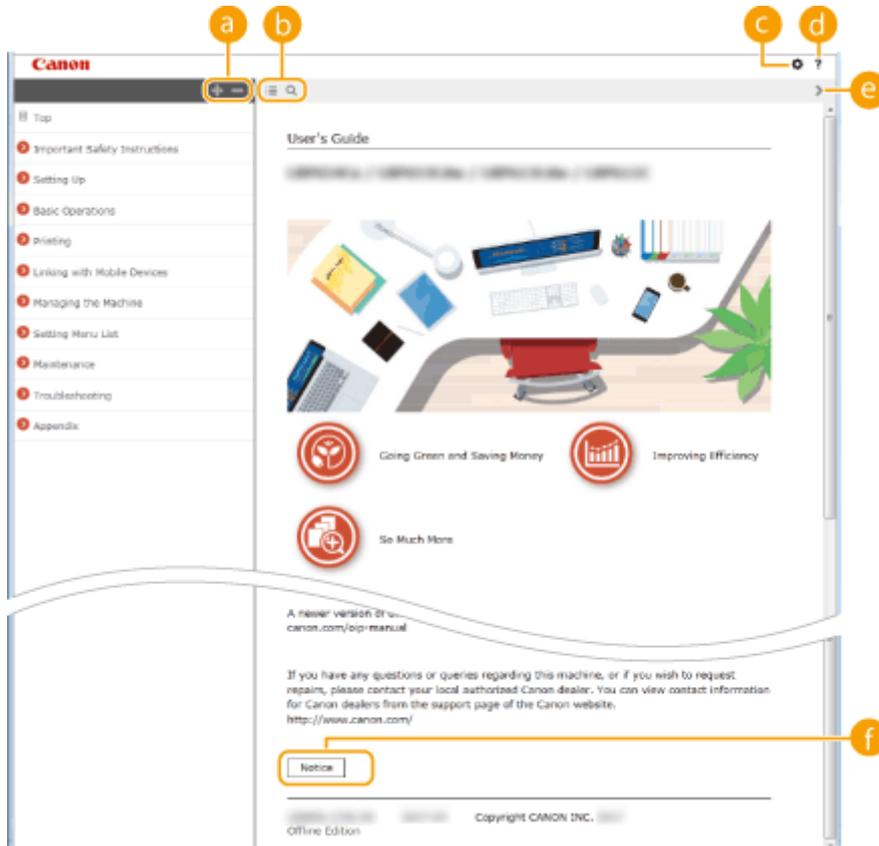 a
b
c
d
Canon
?
e
Top
Important Safety Instructions
Setting Up
Basic Operations
Printing
Linking with Mobile Devices
Managing the Machine
Setting Menu List
Maintenance
Troubleshooting
Appendix
User's Guide
Going Green and Saving Money
Improving Efficiency
So Much More
A newer version of
canon.com/oip-manual
If you have any questions or queries regarding this machine, or if you wish to request
repairs, please contact your local authorized Canon dealer. You can view contact information
for Canon dealers from the support page of the Canon website.
http://www.canon.com/
f
Notice
Copyright CANON INC.
Offline Edition